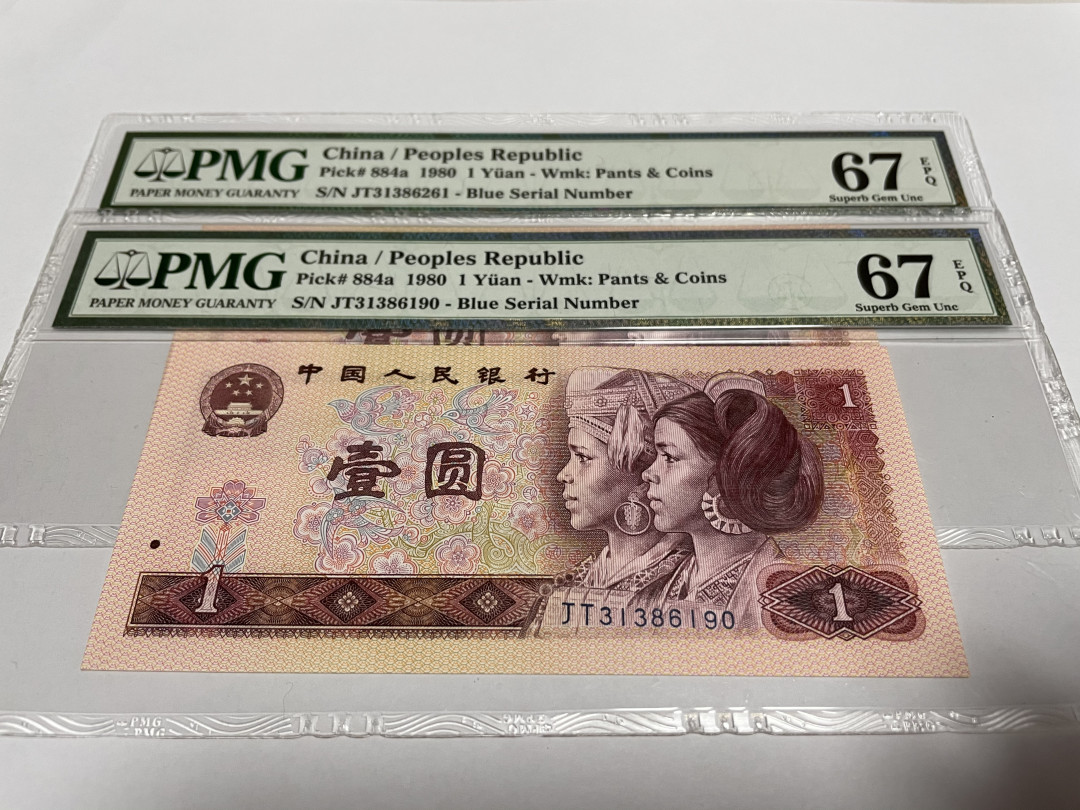 PMG
PAPER MONEY GUARANTY
China / Peoples Republic
Pick# 884a 1980 1 Yüan - Wmk: Pants & Coins
S/N JT31386261 - Blue Serial Number
67 EPQ
Superb Gem Unc
PMG
PAPER MONEY GUARANTY
China / Peoples Republic
Pick# 884a 1980 1 Yüan - Wmk: Pants & Coins
S/N JT31386190 - Blue Serial Number
67 EPQ
Superb Gem Unc
中国人民银行
1
壹圆
1
JT31386190
1
PMG
PMG